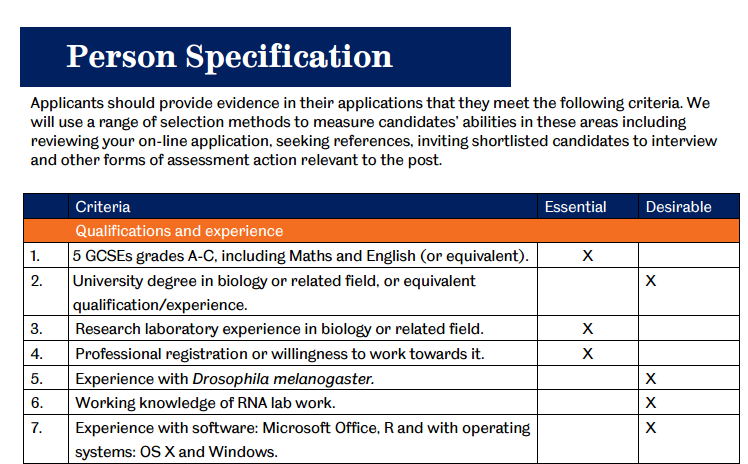 Person Specification
Applicants should provide evidence in their applications that they meet the following criteria. We
will use a range of selection methods to measure candidates' abilities in these areas including
reviewing your on-line application, seeking references, inviting shortlisted candidates to interview
and other forms of assessment action relevant to the post.
Criteria Essential Desirable
Qualifications and experience
1. 5 GCSEs grades A-C, including Maths and English (or equivalent). X
2. University degree in biology or related field, or equivalent X
qualification/experience.
3. Research laboratory experience in biology or related field. X
4. Professional registration or willingness to work towards it. X
5. Experience with Drosophila melanogaster. X
6. Working knowledge of RNA lab work. X
7. Experience with software: Microsoft Office, R and with operating X
systems: OS X and Windows.